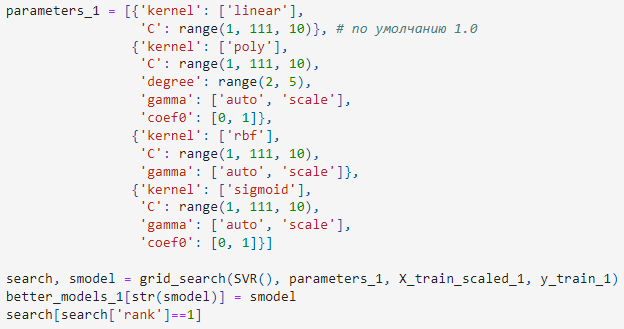 parameters_1 = [{'kernel': ['linear'],
'C': range(1, 111, 10)}, # по умолчанию 1.0
{'kernel': ['poly'],
'C': range(1, 111, 10),
'degree': range(2, 5),
'gamma': ['auto', 'scale'],
'coef0': [0, 1]},
{'kernel': ['rbf'],
'C': range(1, 111, 10),
'gamma': ['auto', 'scale']},
{'kernel': ['sigmoid'],
'C': range(1, 111, 10),
'gamma': ['auto', 'scale'],
'coef0': [0, 1]}]
search, smodel = grid_search(SVR(), parameters_1, X_train_scaled_1, y_train_1)
better_models_1[str(smodel)] = smodel
search[search['rank']==1]